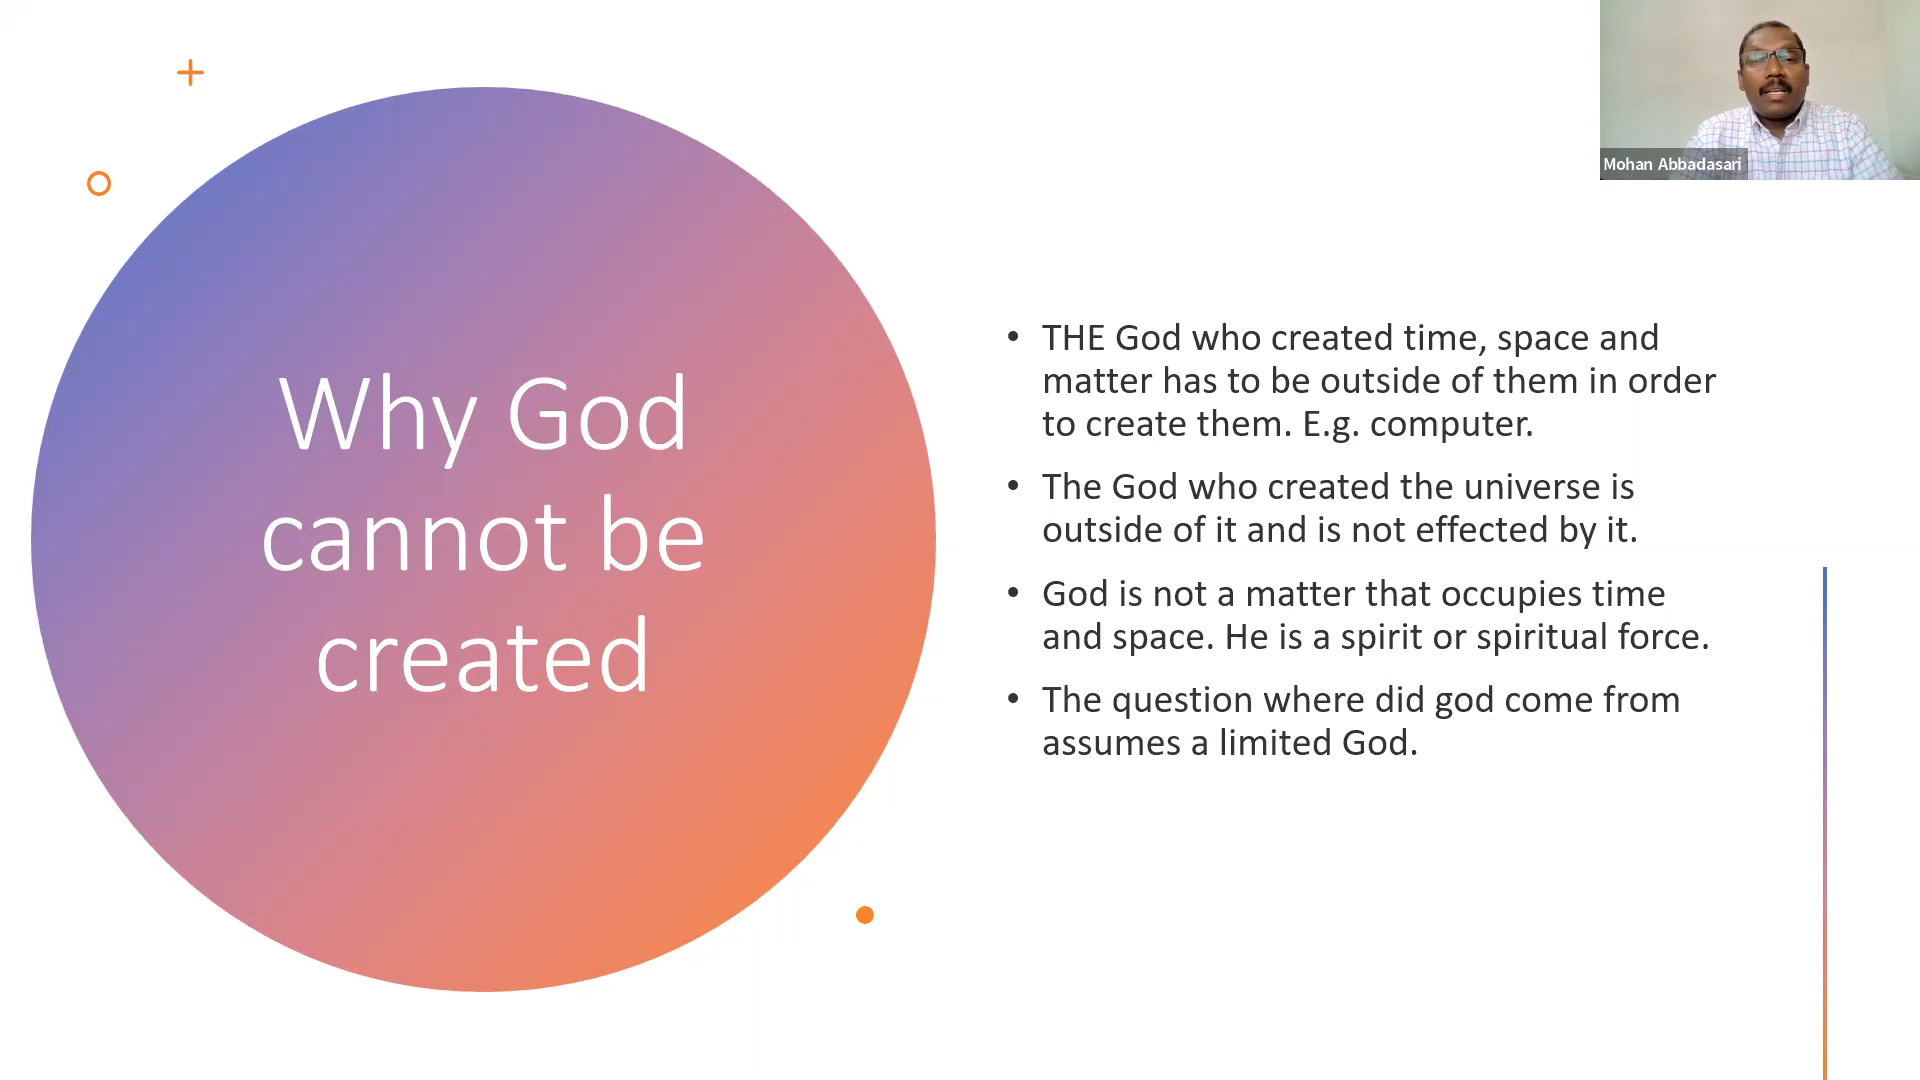 Why God
cannot be
created
• THE God who created time, space and
matter has to be outside of them in order
to create them. E.g. computer.
• The God who created the universe is
outside of it and is not effected by it.
• God is not a matter that occupies time
and space. He is a spirit or spiritual force.
• The question where did god come from
assumes a limited God.
Mohan Abbadasari